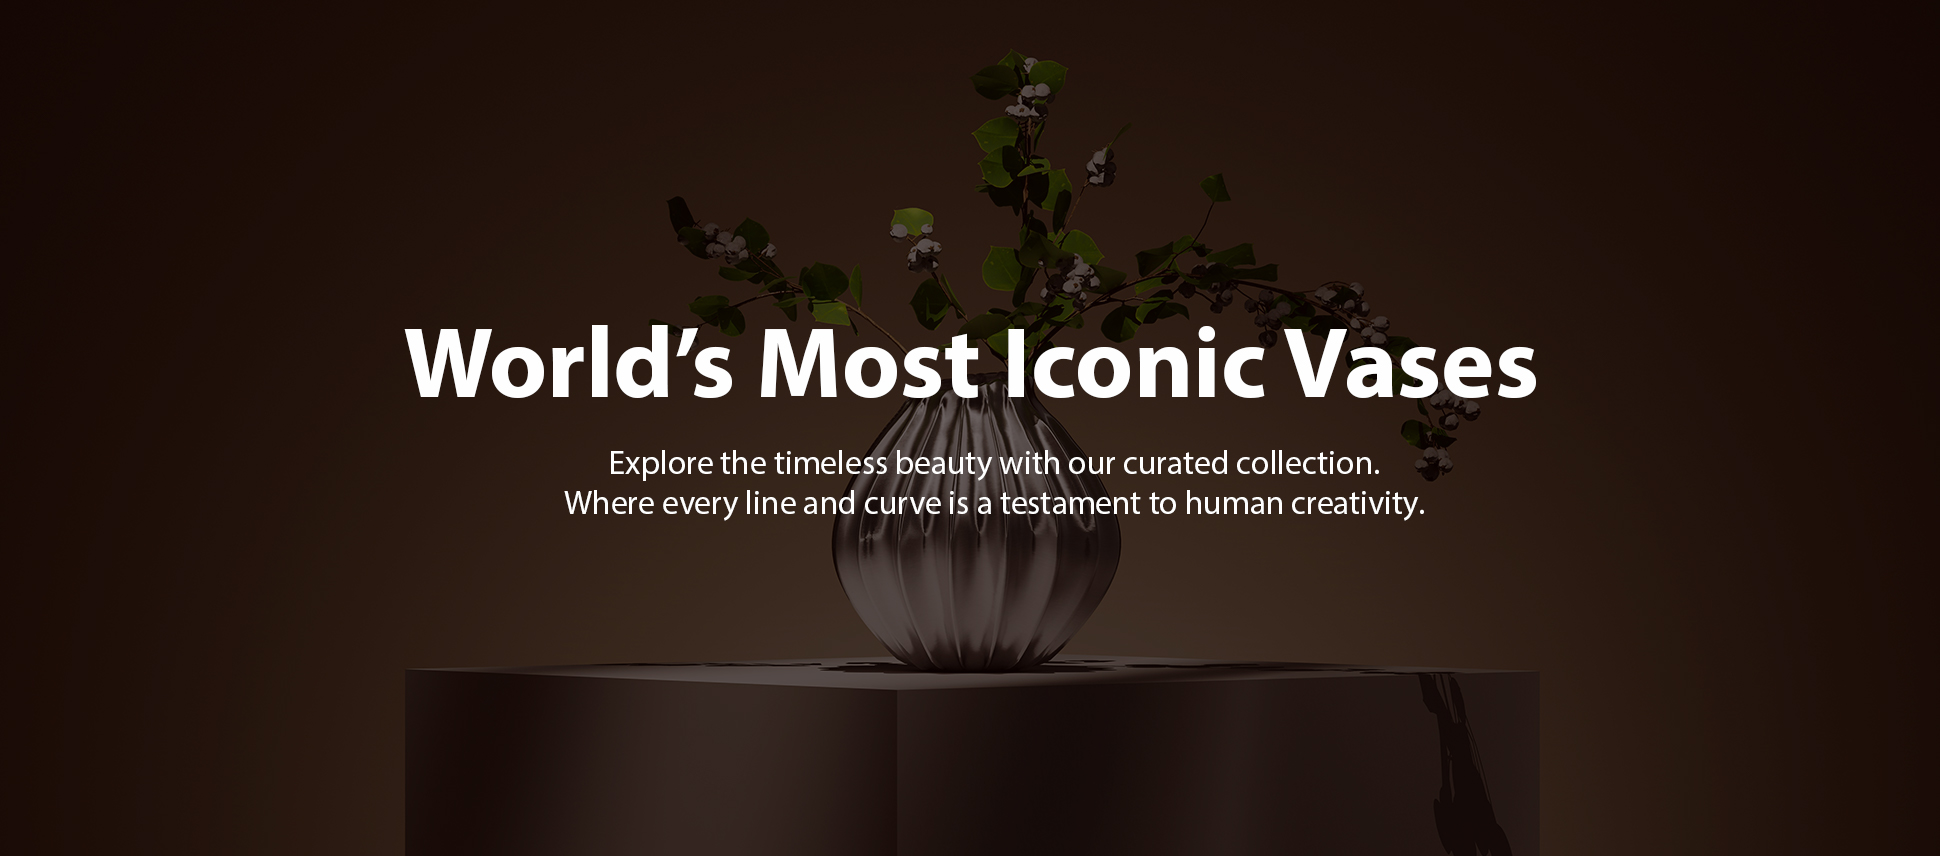 World’s Most Iconic Vases
Explore the timeless beauty with our curated collection.
Where every line and curve is a testament to human creativity.